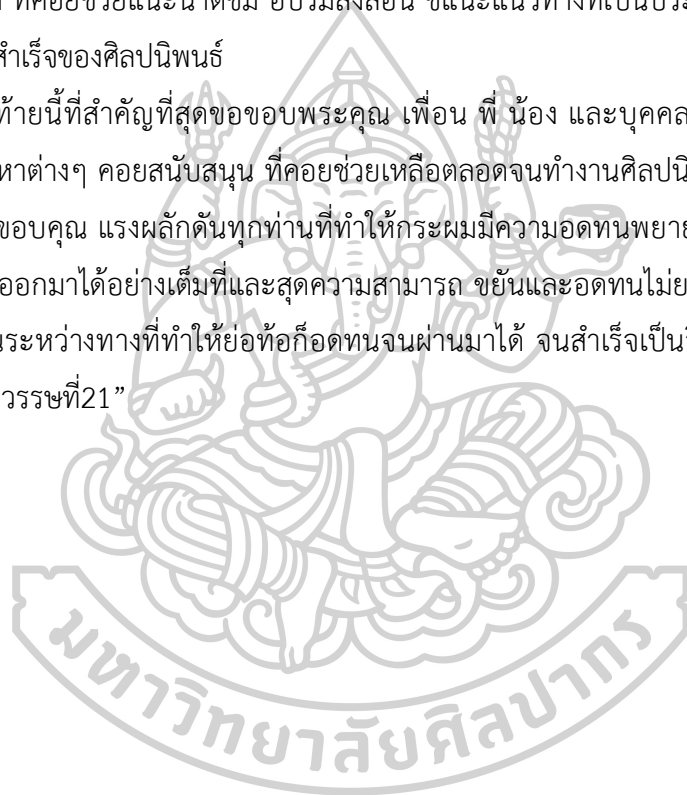 ที่คอยช่วยแนะนำติชม อบรมสั่งสอน ชี้แนะแนวทางที่เป็นประ
สำเร็จของศิลปนิพนธ์
ท้ายนี้ที่สำคัญที่สุดขอขอบพระคุณ เพื่อน พี่ น้อง และบุคคล
หาต่างๆ คอยสนับสนุน ที่คอยช่วยเหลือตลอดจนทำงานศิลปนิ
ขอบคุณ แรงผลักดันทุกท่านที่ทำให้กระผมมีความอดทนพยาย
ออกมาได้อย่างเต็มที่และสุดความสามารถ ขยันและอดทนไม่ย
ระหว่างทางที่ทำให้ย่อท้อก็อดทนจนผ่านมาได้ จนสำเร็จเป็น
วรรษที่21”
มหาวิทยาลัยศิลปากร